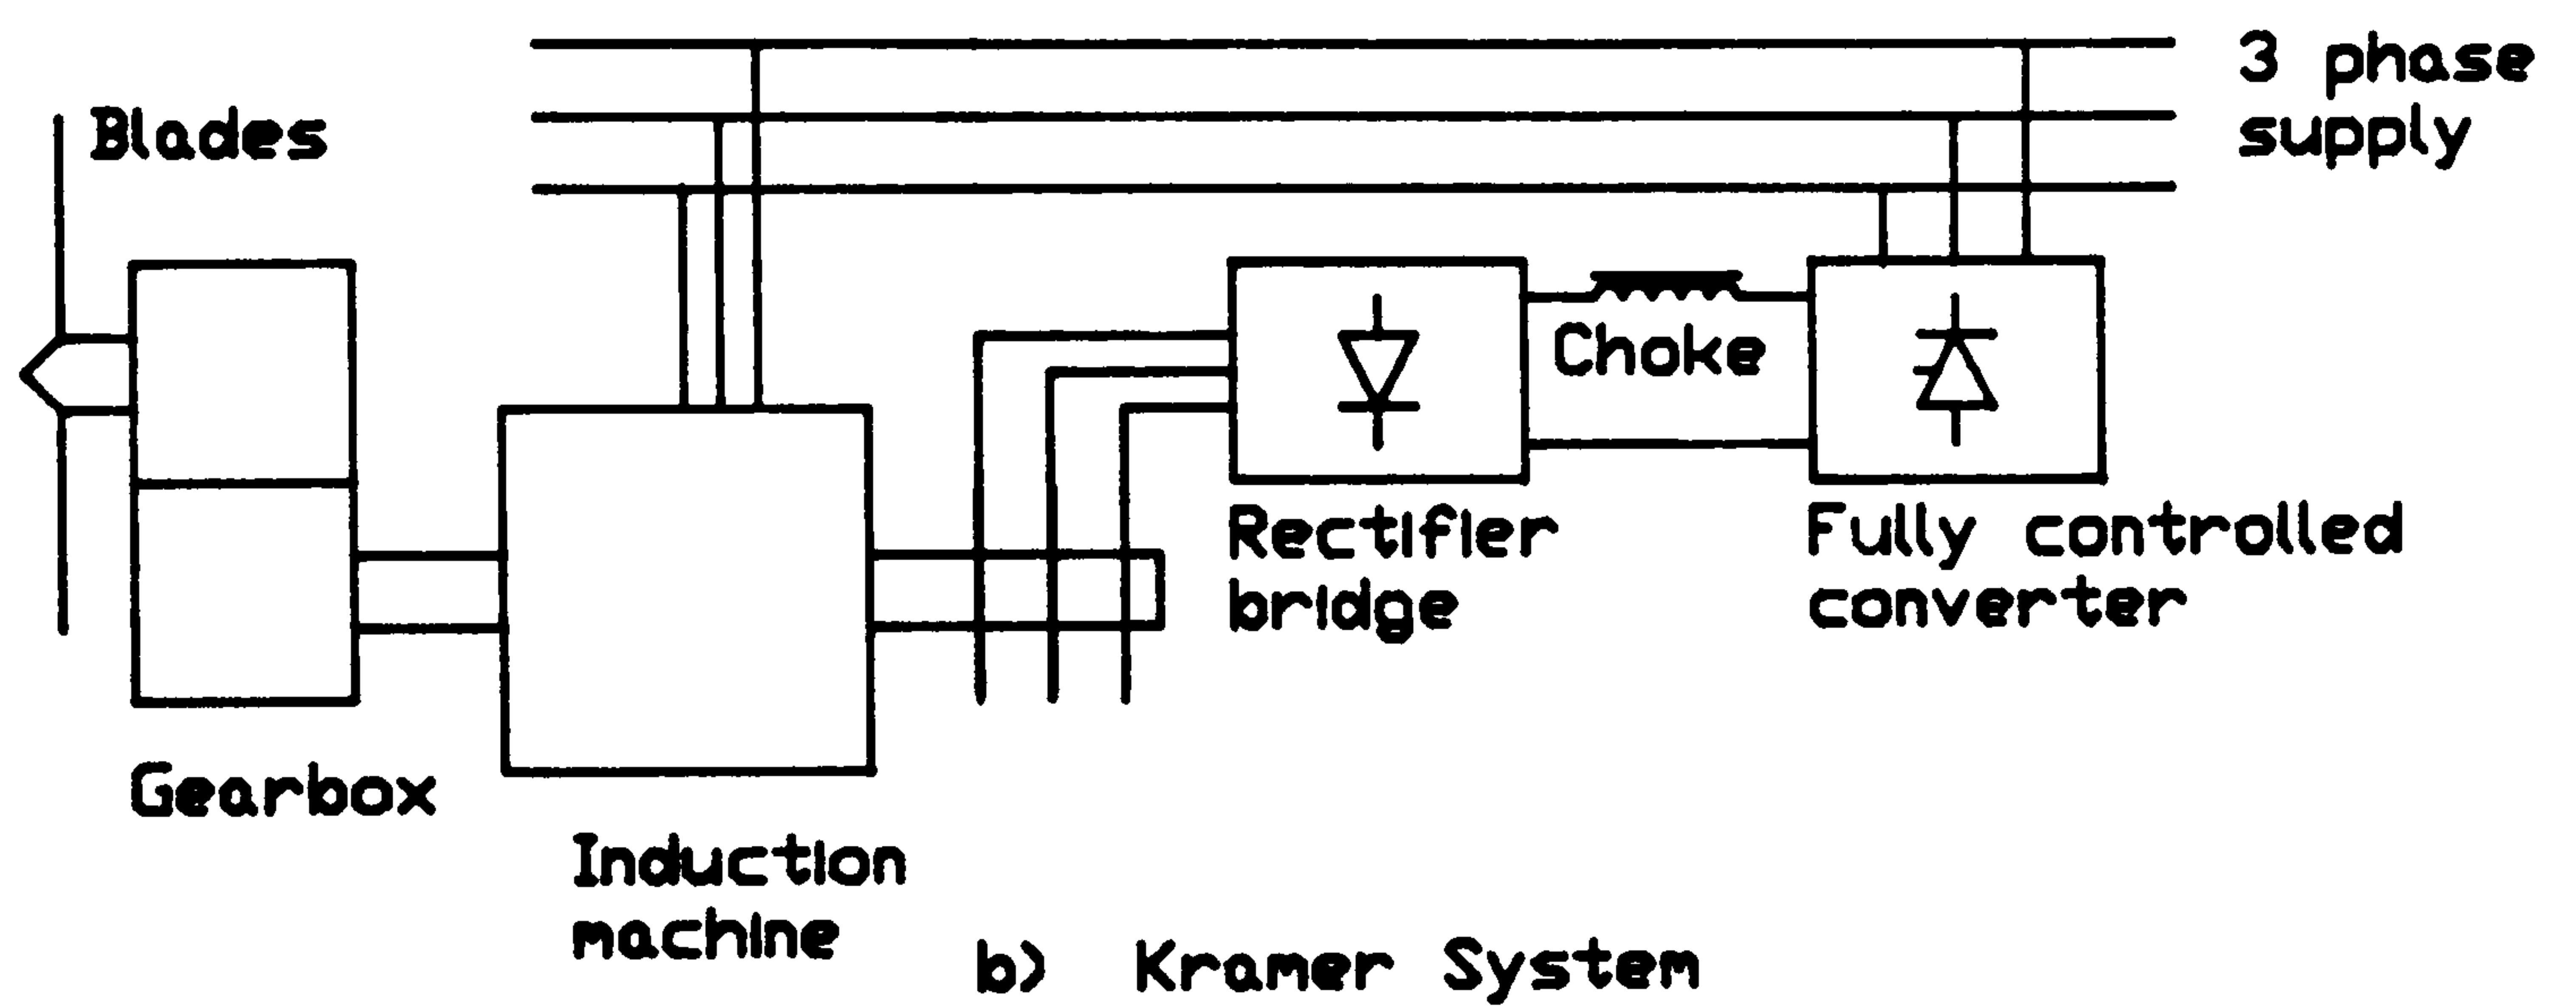 3 phase
supply
Blades
Choke
Rectifier
bridge
Fully controlled
converter
Gearbox
Induction
machine
b) Kramer System